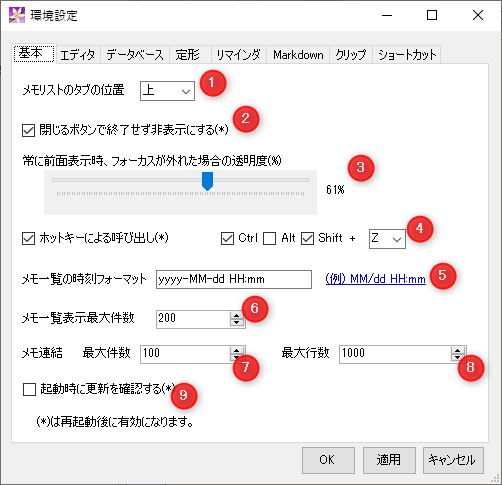 環境設定
基本 エディタ データベース 定形 リマインダ Markdown クリップ ショートカット
メモリストのタブの位置 上 1
閉じるボタンで終了せず非表示にする(*) 2
常に前面表示時、フォーカスが外れた場合の透明度(%) 3
61%
ホットキーによる呼び出し(*) Ctrl Alt Shift + Z 4
メモ一覧の時刻フォーマット yyyy-MM-dd HH:mm (例) MM/dd HH:mm 5
メモ一覧表示最大件数 200 6
メモ連結 最大件数 100 7 最大行数 1000 8
起動時に更新を確認する(*) 9
(*)は再起動後に有効になります。
OK 適用 キャンセル